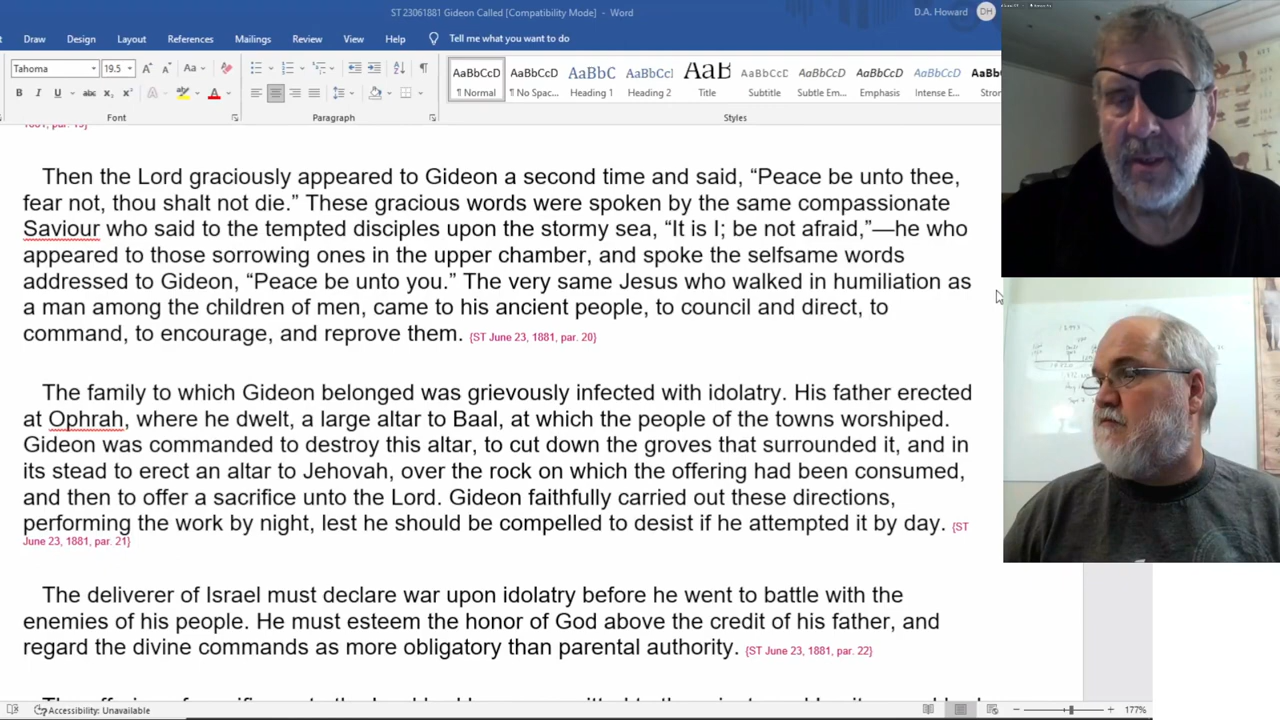 ST 23061881 Gideon Called [Compatibility Mode] - Word
D.A. Howard
DH
Draw Design Layout References Mailings Review View Help Tell me what you want to do
Tahoma 19.5
AaBbCcD AaBbCcD AaBbC AaBbCcI AaB AaBbCcD AaBbCcD AaBbCcD AaBbCcD
¶ Normal ¶ No Spac... Heading 1 Heading 2 Title Subtitle Subtle Em... Emphasis Intense E...
Font Paragraph Styles
Then the Lord graciously appeared to Gideon a second time and said, “Peace be unto thee,
fear not, thou shalt not die.” These gracious words were spoken by the same compassionate
Saviour who said to the tempted disciples upon the stormy sea, “It is I; be not afraid,”—he who
appeared to those sorrowing ones in the upper chamber, and spoke the selfsame words
addressed to Gideon, “Peace be unto you.” The very same Jesus who walked in humiliation as
a man among the children of men, came to his ancient people, to council and direct, to
command, to encourage, and reprove them. {ST June 23, 1881, par. 20}
The family to which Gideon belonged was grievously infected with idolatry. His father erected
at Ophrah, where he dwelt, a large altar to Baal, at which the people of the towns worshiped.
Gideon was commanded to destroy this altar, to cut down the groves that surrounded it, and in
its stead to erect an altar to Jehovah, over the rock on which the offering had been consumed,
and then to offer a sacrifice unto the Lord. Gideon faithfully carried out these directions,
performing the work by night, lest he should be compelled to desist if he attempted it by day. {ST
June 23, 1881, par. 21}
The deliverer of Israel must declare war upon idolatry before he went to battle with the
enemies of his people. He must esteem the honor of God above the credit of his father, and
regard the divine commands as more obligatory than parental authority. {ST June 23, 1881, par. 22}
Accessibility: Unavailable
177%